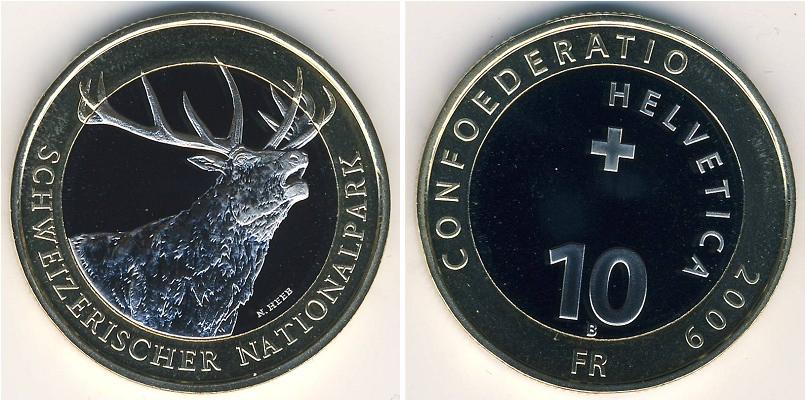 SCHWEIZERISCHER NATIONALPARK
N. HEEB
CONFOEDERATIO
HELVETICA
2009
10
B
FR